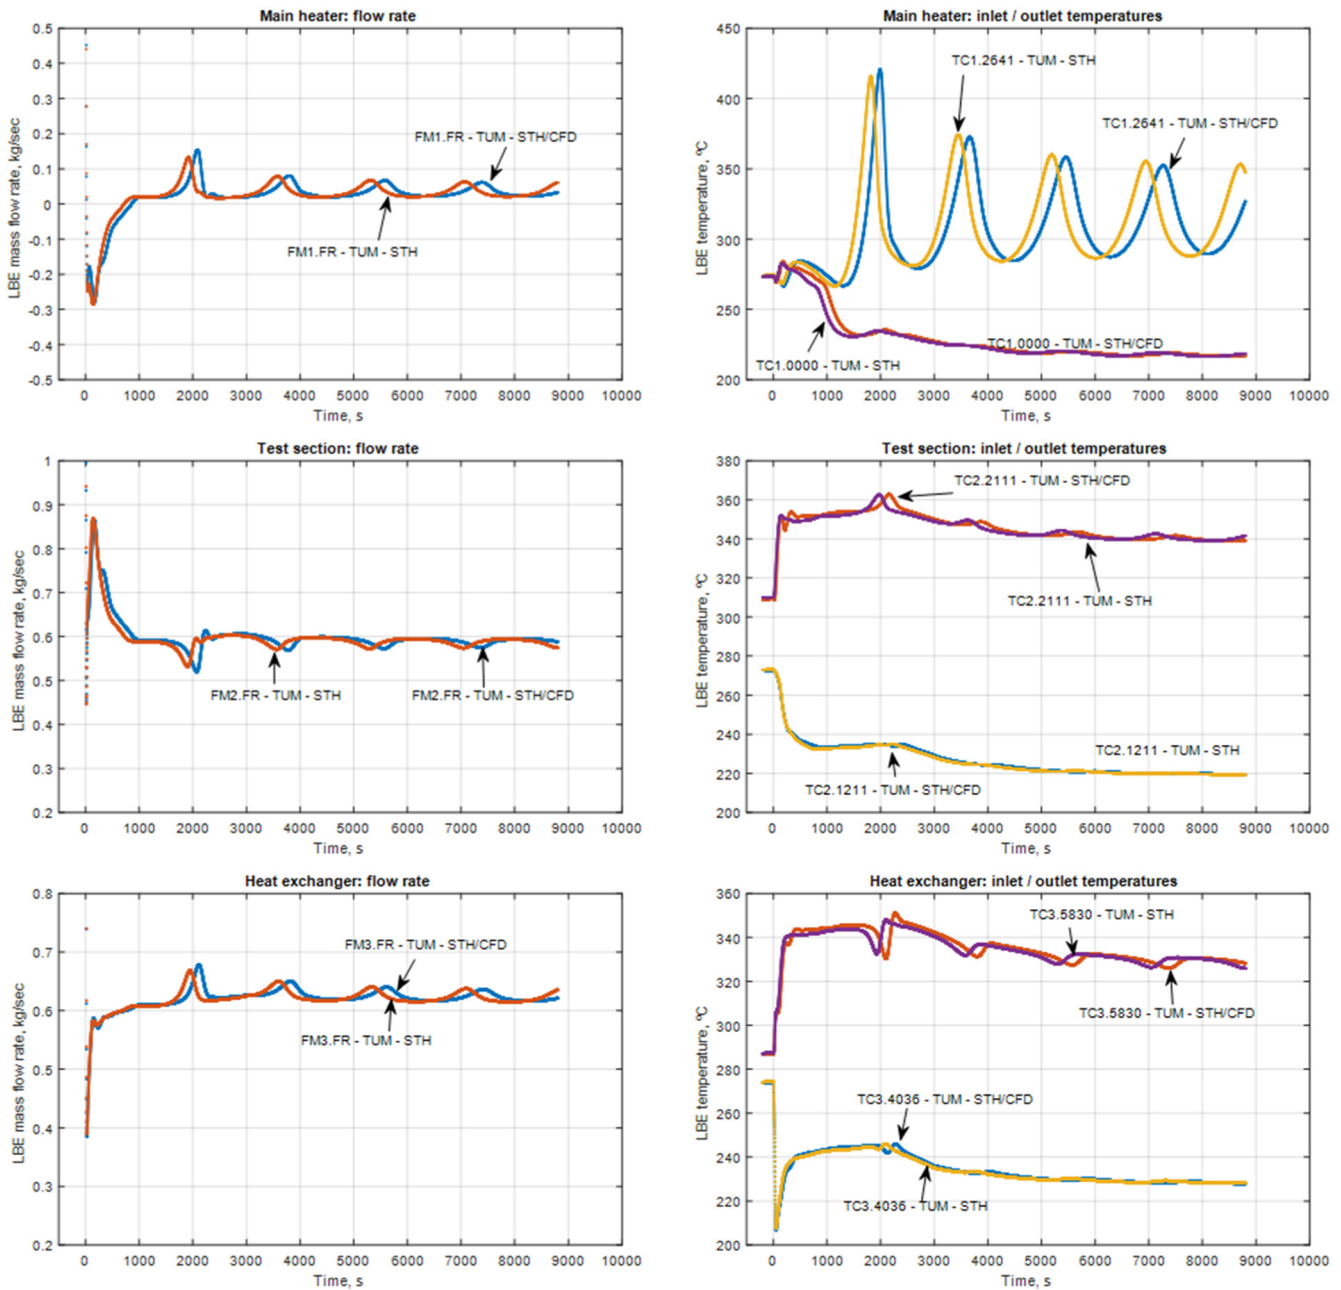 Main heater: flow rate
LBE mass flow rate, kg/sec
0.5
0.4
0.3
0.2
0.1
0
-0.1
-0.2
-0.3
-0.4
-0.5
FM1.FR - TUM - STH/CFD
FM1.FR - TUM - STH
0 1000 2000 3000 4000 5000 6000 7000 8000 9000 10000
Time, s
Main heater: inlet / outlet temperatures
LBE temperature, ºC
450
400
350
300
250
200
TC1.2641 - TUM - STH
TC1.2641 - TUM - STH/CFD
TC1.0000 - TUM - STH/CFD
TC1.0000 - TUM - STH
0 1000 2000 3000 4000 5000 6000 7000 8000 9000 10000
Time, s
Test section: flow rate
LBE mass flow rate, kg/sec
1
0.9
0.8
0.7
0.6
0.5
0.4
0.3
0.2
FM2.FR - TUM - STH
FM2.FR - TUM - STH/CFD
0 1000 2000 3000 4000 5000 6000 7000 8000 9000 10000
Time, s
Test section: inlet / outlet temperatures
LBE temperature, ºC
380
360
340
320
300
280
260
240
220
200
TC2.2111 - TUM - STH/CFD
TC2.2111 - TUM - STH
TC2.1211 - TUM - STH
TC2.1211 - TUM - STH/CFD
0 1000 2000 3000 4000 5000 6000 7000 8000 9000 10000
Time, s
Heat exchanger: flow rate
LBE mass flow rate, kg/sec
0.8
0.7
0.6
0.5
0.4
0.3
0.2
FM3.FR - TUM - STH/CFD
FM3.FR - TUM - STH
0 1000 2000 3000 4000 5000 6000 7000 8000 9000 10000
Time, s
Heat exchanger: inlet / outlet temperatures
LBE temperature, ºC
360
340
320
300
280
260
240
220
200
TC3.5830 - TUM - STH
TC3.5830 - TUM - STH/CFD
TC3.4036 - TUM - STH/CFD
TC3.4036 - TUM - STH
0 1000 2000 3000 4000 5000 6000 7000 8000 9000 10000
Time, s